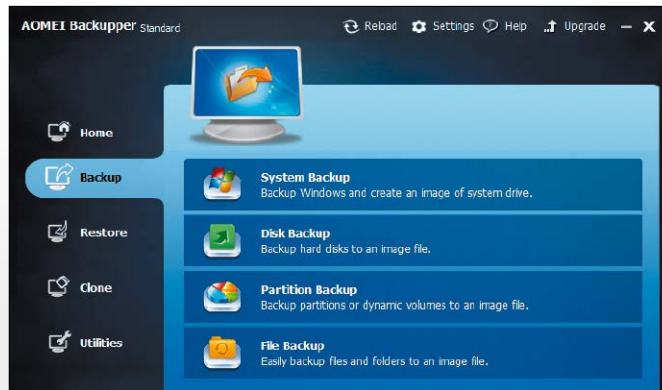 AOMEI Backupper Standard
Reload Settings Help Upgrade
Home
Backup
Restore
Clone
Utilities
System Backup
Backup Windows and create an image of system drive.
Disk Backup
Backup hard disks to an image file.
Partition Backup
Backup partitions or dynamic volumes to an image file.
File Backup
Easily backup files and folders to an image file.